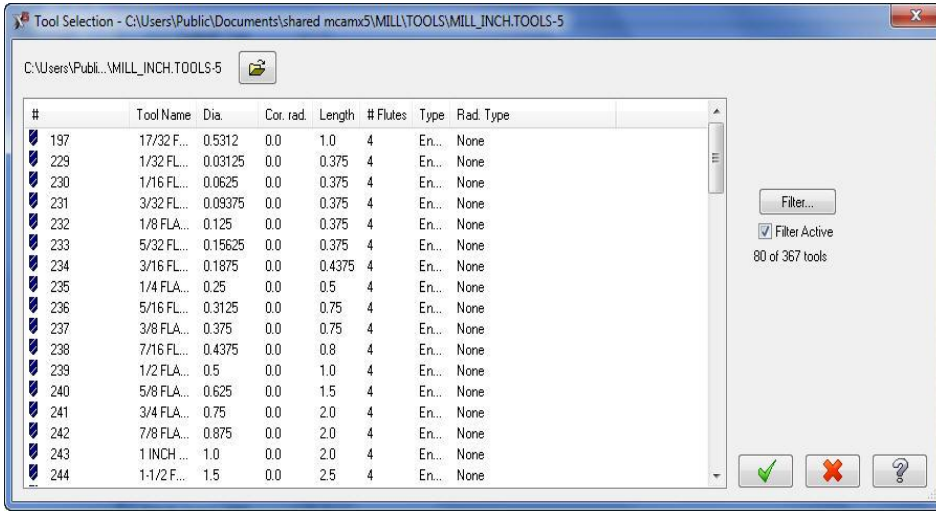 Tool Selection - C:\Users\Public\Documents\shared mcamx5\MILL\TOOLS\MILL_INCH.TOOLS-5
C:\Users\Publi...\MILL_INCH.TOOLS-5
# Tool Name Dia. Cor. rad. Length # Flutes Type Rad. Type
197 17/32 F... 0.5312 0.0 1.0 4 En... None
229 1/32 FL... 0.03125 0.0 0.375 4 En... None
230 1/16 FL... 0.0625 0.0 0.375 4 En... None
231 3/32 FL... 0.09375 0.0 0.375 4 En... None
232 1/8 FLA... 0.125 0.0 0.375 4 En... None
233 5/32 FL... 0.15625 0.0 0.375 4 En... None
234 3/16 FL... 0.1875 0.0 0.4375 4 En... None
235 1/4 FLA... 0.25 0.0 0.5 4 En... None
236 5/16 FL... 0.3125 0.0 0.75 4 En... None
237 3/8 FLA... 0.375 0.0 0.75 4 En... None
238 7/16 FL... 0.4375 0.0 0.8 4 En... None
239 1/2 FLA... 0.5 0.0 1.0 4 En... None
240 5/8 FLA... 0.625 0.0 1.5 4 En... None
241 3/4 FLA... 0.75 0.0 2.0 4 En... None
242 7/8 FLA... 0.875 0.0 2.0 4 En... None
243 1 INCH ... 1.0 0.0 2.0 4 En... None
244 1-1/2 F... 1.5 0.0 2.5 4 En... None
Filter...
Filter Active
80 of 367 tools